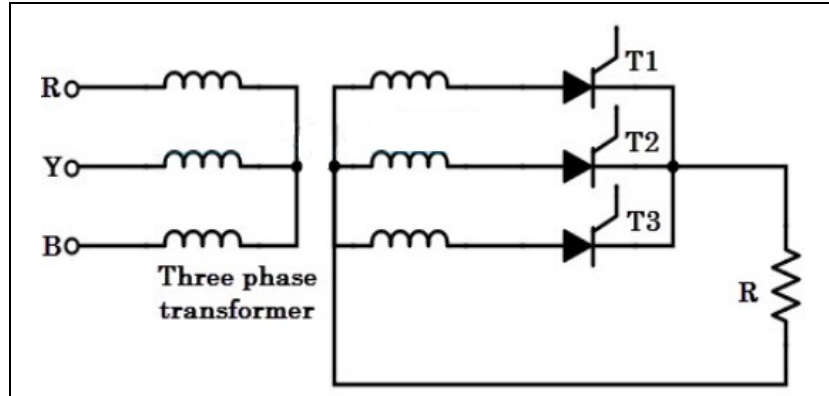 R
T1
T2
Y
T3
B
Three phase
transformer
R